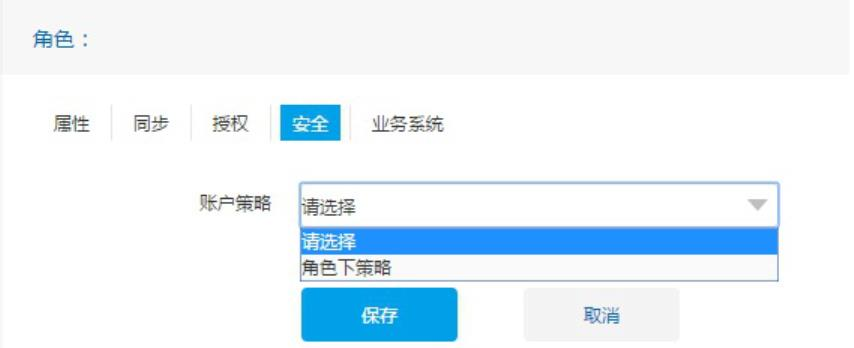 角色：
属性 同步 授权 安全 业务系统
账户策略 请选择
请选择
角色下策略
保存 取消